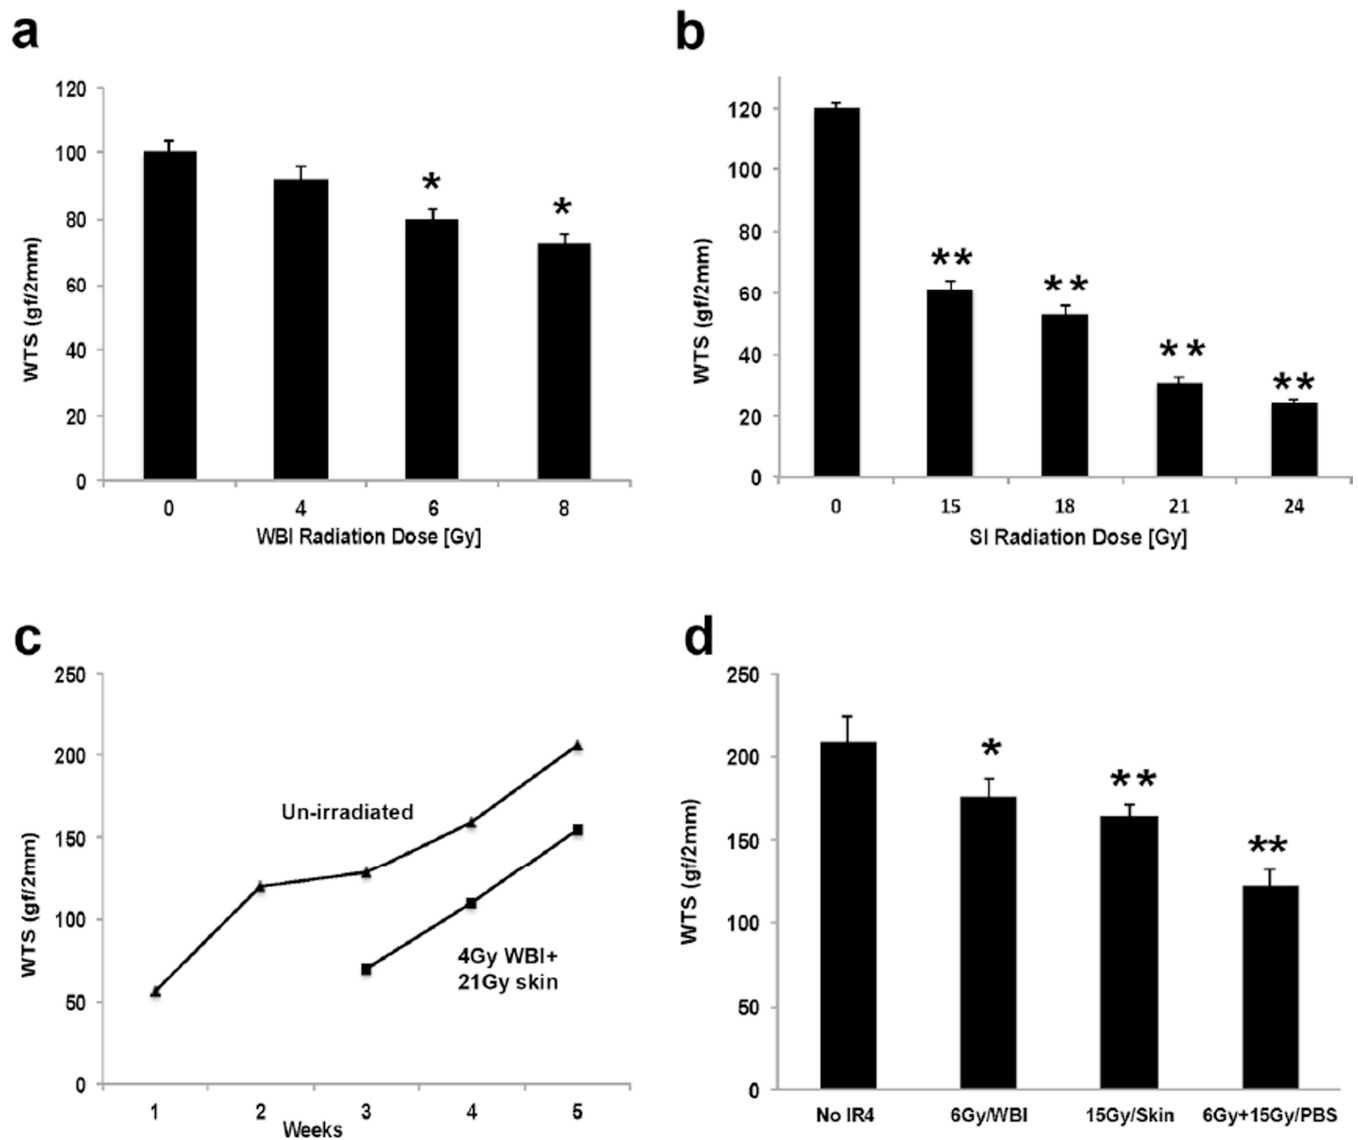 a
120
100
80
60
40
20
0
WTS (gf/2mm)
*
*
0 4 6 8
WBI Radiation Dose [Gy]
b
120
100
80
60
40
20
0
WTS (gf/2mm)
**
**
**
**
0 15 18 21 24
SI Radiation Dose [Gy]
c
250
200
150
100
50
0
WTS (gf/2mm)
Un-irradiated
4Gy WBI+
21Gy skin
1 2 3 4 5
Weeks
d
250
200
150
100
50
0
WTS (gf/2mm)
*
**
**
No IR4 6Gy/WBI 15Gy/Skin 6Gy+15Gy/PBS